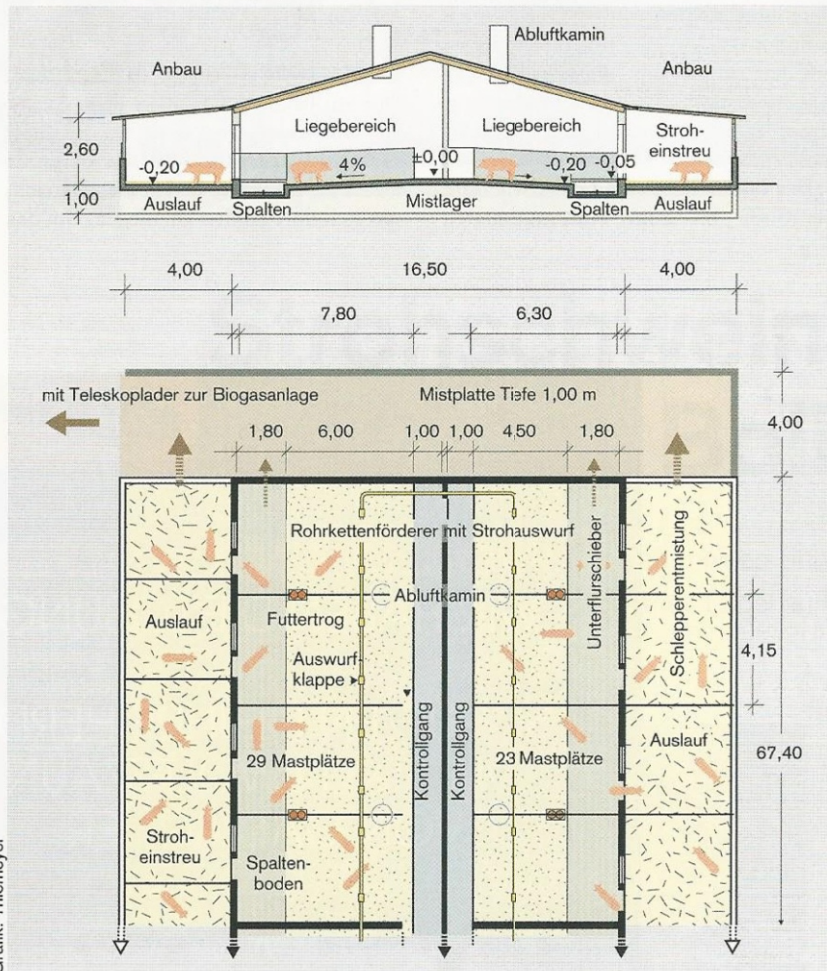 Abluftkamin
Anbau
Anbau
Liegebereich
Liegebereich
Stroh-
einstreu
2,60
-0,20
4%
±0,00
-0,20
-0,05
1,00
Auslauf
Spalten
Mistlager
Spalten
Auslauf
4,00
16,50
4,00
7,80
6,30
mit Teleskoplader zur Biogasanlage
Mistplatte Tiefe 1,00 m
4,00
1,80
6,00
1,00
1,00
4,50
1,80
Rohrkettenförderer mit Strohauswurf
Unterflurschieber
Schlepperentmistung
Abluftkamin
Auslauf
Futtertrog
4,15
Auswurf-
klappe
Kontrollgang
Kontrollgang
Auslauf
29 Mastplätze
23 Mastplätze
67,40
Stroh-
einstreu
Spalten-
boden
Grafik: Thiemeyer